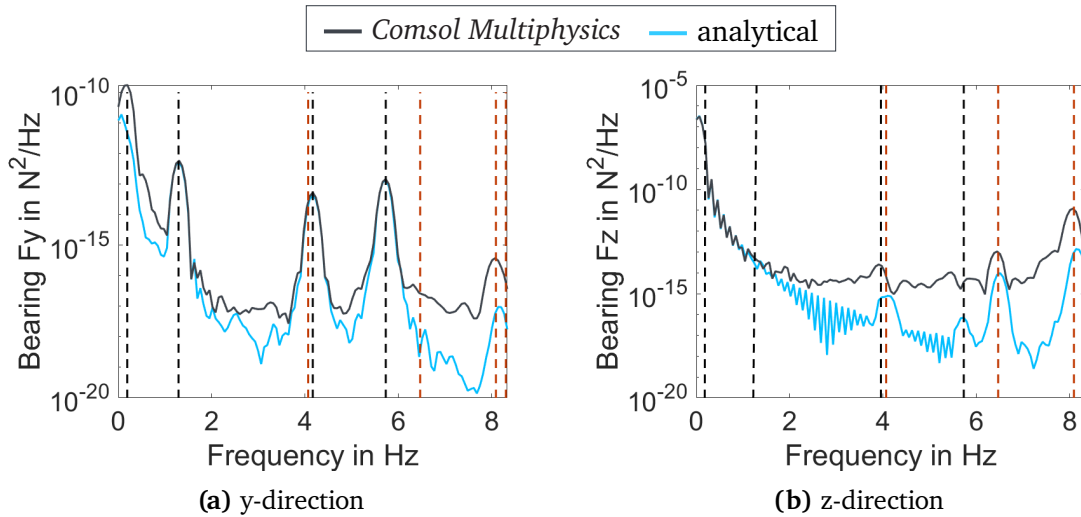 Comsol Multiphysics analytical
10^-10
10^-15
10^-20
Bearing Fy in N^2/Hz
0 2 4 6 8
Frequency in Hz
(a) y-direction
10^-5
10^-10
10^-15
10^-20
Bearing Fz in N^2/Hz
0 2 4 6 8
Frequency in Hz
(b) z-direction